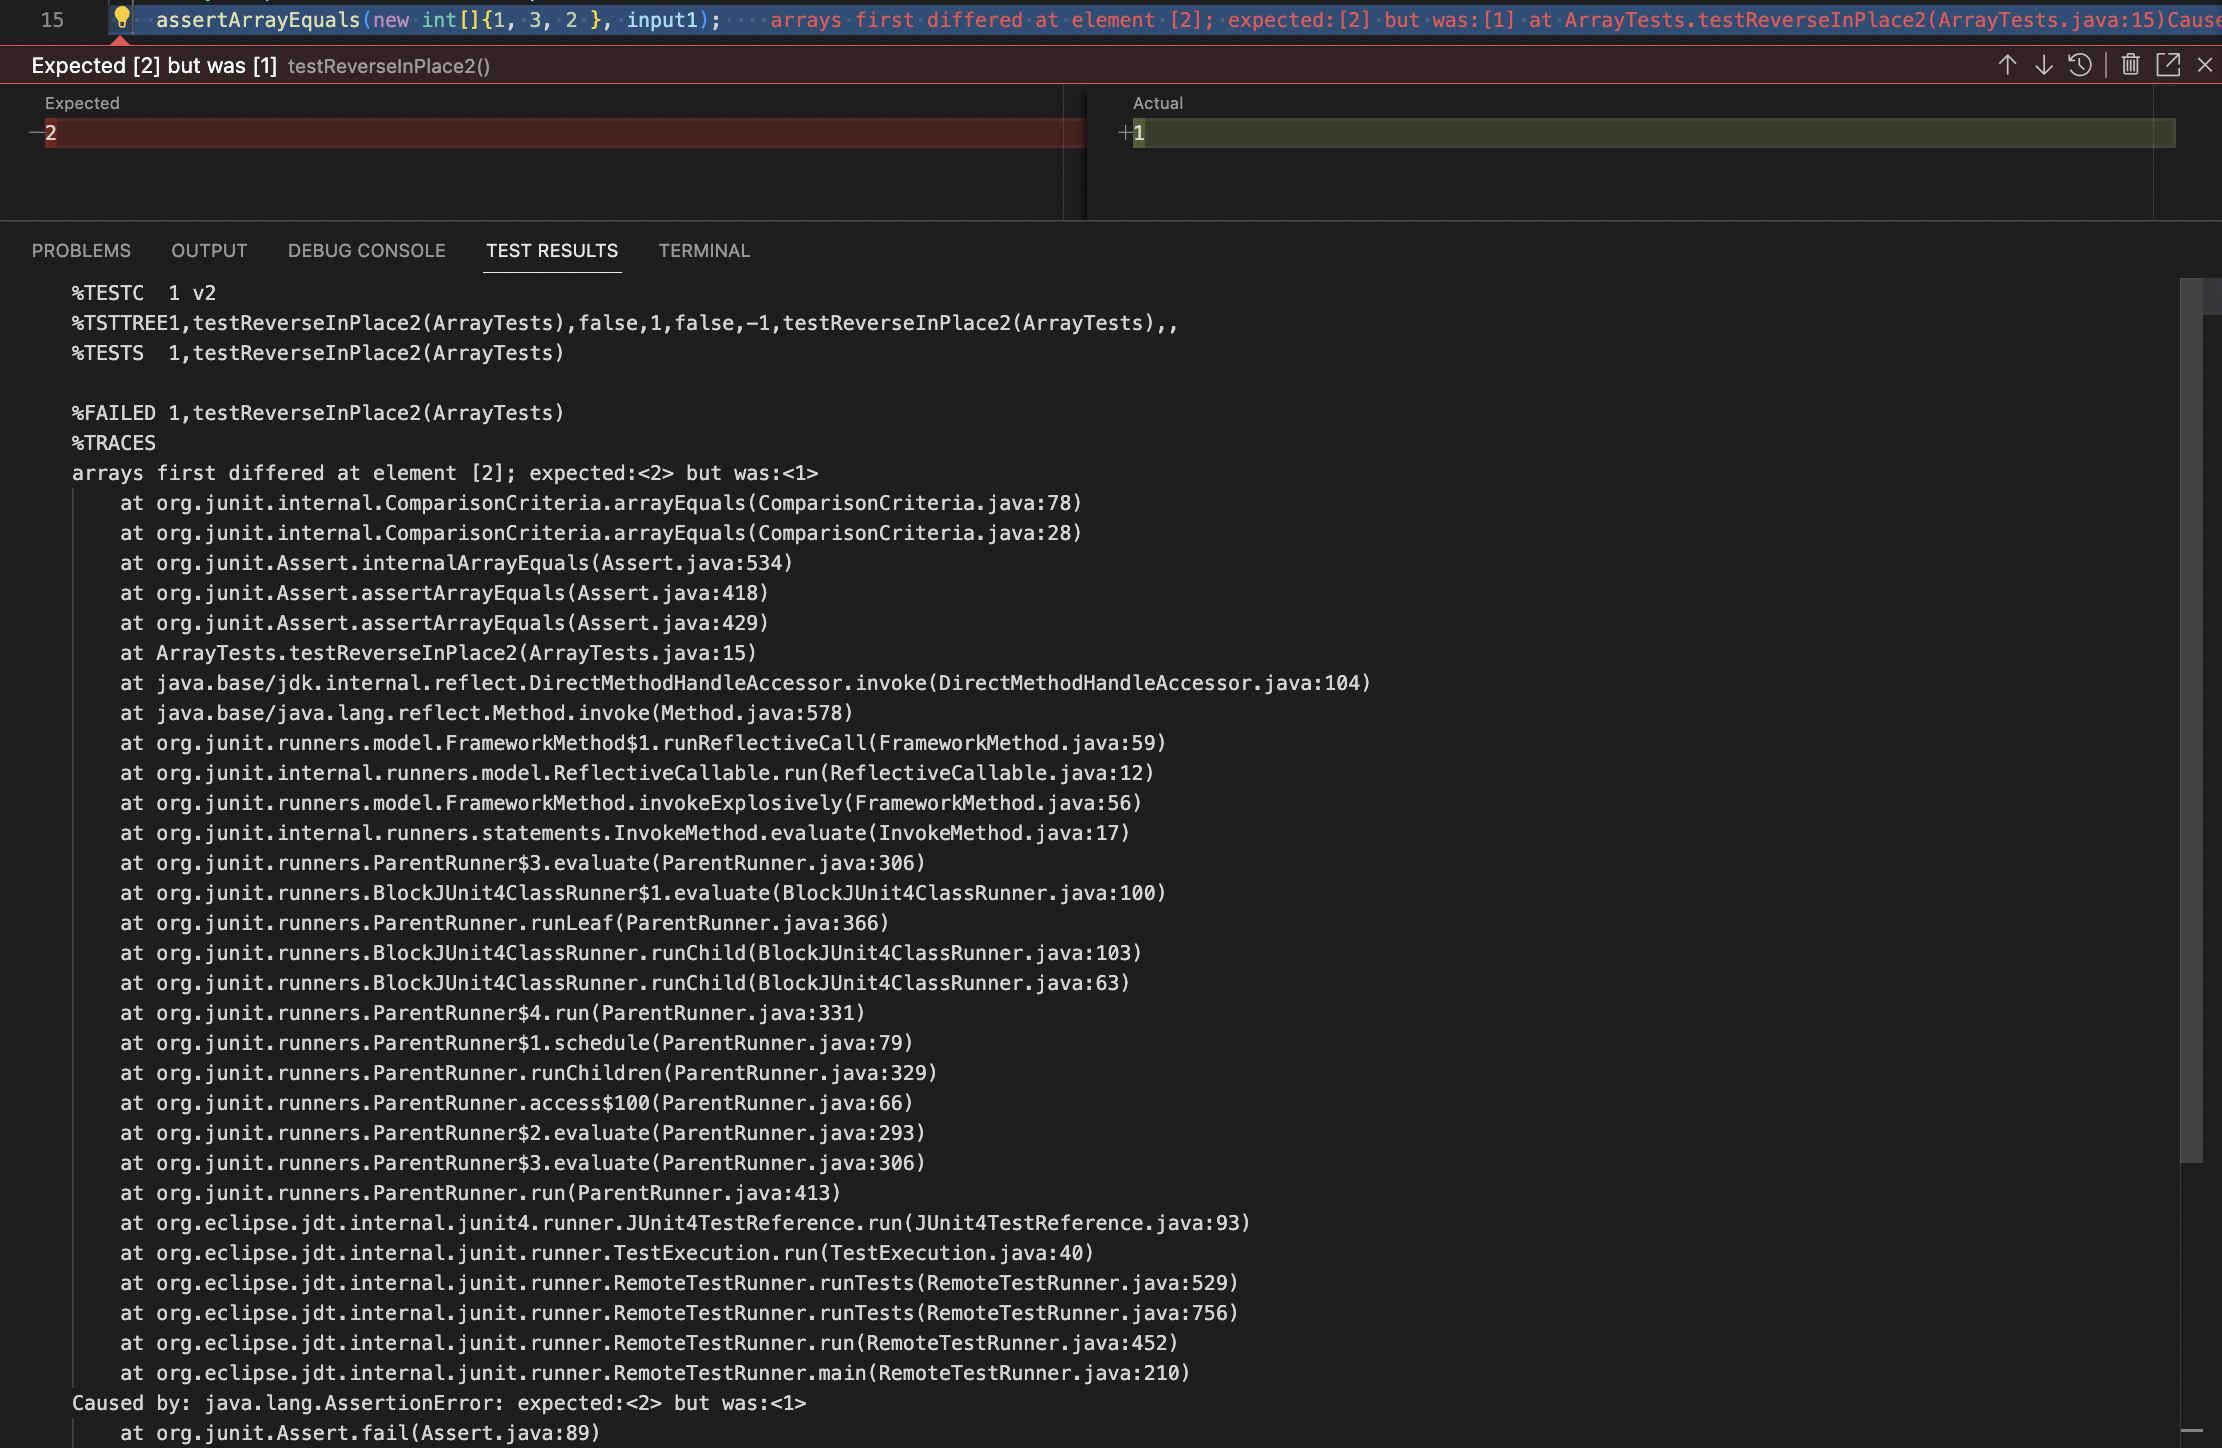 15 assertArrayEquals(new int[]{1, 3, 2 }, input1); arrays first differed at element [2]; expected:[2] but was:[1] at ArrayTests.testReverseInPlace2(ArrayTests.java:15)Cause
Expected [2] but was [1] testReverseInPlace2()
Expected Actual
—2 +1
PROBLEMS OUTPUT DEBUG CONSOLE TEST RESULTS TERMINAL
%TESTC  1 v2
%TSTTREE1,testReverseInPlace2(ArrayTests),false,1,false,-1,testReverseInPlace2(ArrayTests),,
%TESTS  1,testReverseInPlace2(ArrayTests)
%FAILED 1,testReverseInPlace2(ArrayTests)
%TRACES
arrays first differed at element [2]; expected:<2> but was:<1>
at org.junit.internal.ComparisonCriteria.arrayEquals(ComparisonCriteria.java:78)
at org.junit.internal.ComparisonCriteria.arrayEquals(ComparisonCriteria.java:28)
at org.junit.Assert.internalArrayEquals(Assert.java:534)
at org.junit.Assert.assertArrayEquals(Assert.java:418)
at org.junit.Assert.assertArrayEquals(Assert.java:429)
at ArrayTests.testReverseInPlace2(ArrayTests.java:15)
at java.base/jdk.internal.reflect.DirectMethodHandleAccessor.invoke(DirectMethodHandleAccessor.java:104)
at java.base/java.lang.reflect.Method.invoke(Method.java:578)
at org.junit.runners.model.FrameworkMethod$1.runReflectiveCall(FrameworkMethod.java:59)
at org.junit.internal.runners.model.ReflectiveCallable.run(ReflectiveCallable.java:12)
at org.junit.runners.model.FrameworkMethod.invokeExplosively(FrameworkMethod.java:56)
at org.junit.internal.runners.statements.InvokeMethod.evaluate(InvokeMethod.java:17)
at org.junit.runners.ParentRunner$3.evaluate(ParentRunner.java:306)
at org.junit.runners.BlockJUnit4ClassRunner$1.evaluate(BlockJUnit4ClassRunner.java:100)
at org.junit.runners.ParentRunner.runLeaf(ParentRunner.java:366)
at org.junit.runners.BlockJUnit4ClassRunner.runChild(BlockJUnit4ClassRunner.java:103)
at org.junit.runners.BlockJUnit4ClassRunner.runChild(BlockJUnit4ClassRunner.java:63)
at org.junit.runners.ParentRunner$4.run(ParentRunner.java:331)
at org.junit.runners.ParentRunner$1.schedule(ParentRunner.java:79)
at org.junit.runners.ParentRunner.runChildren(ParentRunner.java:329)
at org.junit.runners.ParentRunner.access$100(ParentRunner.java:66)
at org.junit.runners.ParentRunner$2.evaluate(ParentRunner.java:293)
at org.junit.runners.ParentRunner$3.evaluate(ParentRunner.java:306)
at org.junit.runners.ParentRunner.run(ParentRunner.java:413)
at org.eclipse.jdt.internal.junit4.runner.JUnit4TestReference.run(JUnit4TestReference.java:93)
at org.eclipse.jdt.internal.junit.runner.TestExecution.run(TestExecution.java:40)
at org.eclipse.jdt.internal.junit.runner.RemoteTestRunner.runTests(RemoteTestRunner.java:529)
at org.eclipse.jdt.internal.junit.runner.RemoteTestRunner.runTests(RemoteTestRunner.java:756)
at org.eclipse.jdt.internal.junit.runner.RemoteTestRunner.run(RemoteTestRunner.java:452)
at org.eclipse.jdt.internal.junit.runner.RemoteTestRunner.main(RemoteTestRunner.java:210)
Caused by: java.lang.AssertionError: expected:<2> but was:<1>
at org.junit.Assert.fail(Assert.java:89)